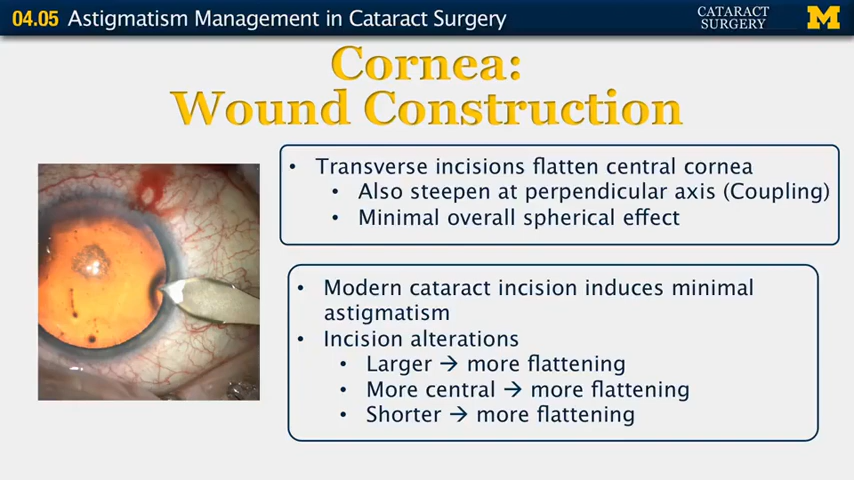 04.05 Astigmatism Management in Cataract Surgery
CATARACT
SURGERY
M
Cornea:
Wound Construction
• Transverse incisions flatten central cornea
• Also steepen at perpendicular axis (Coupling)
• Minimal overall spherical effect
• Modern cataract incision induces minimal
astigmatism
• Incision alterations
• Larger → more flattening
• More central → more flattening
• Shorter → more flattening